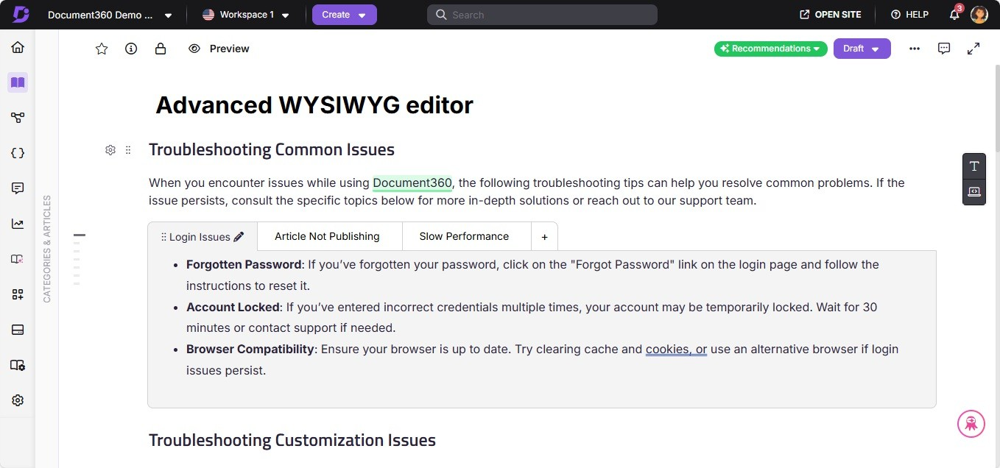 Document360 Demo ... Workspace 1 Create Search OPEN SITE HELP 3
Preview Recommendations Draft
Advanced WYSIWYG editor
Troubleshooting Common Issues
When you encounter issues while using Document360, the following troubleshooting tips can help you resolve common problems. If the
issue persists, consult the specific topics below for more in-depth solutions or reach out to our support team.
CATEGORIES & ARTICLES
Login Issues Article Not Publishing Slow Performance +
• Forgotten Password: If you’ve forgotten your password, click on the "Forgot Password" link on the login page and follow the
instructions to reset it.
• Account Locked: If you’ve entered incorrect credentials multiple times, your account may be temporarily locked. Wait for 30
minutes or contact support if needed.
• Browser Compatibility: Ensure your browser is up to date. Try clearing cache and cookies, or use an alternative browser if login
issues persist.
Troubleshooting Customization Issues